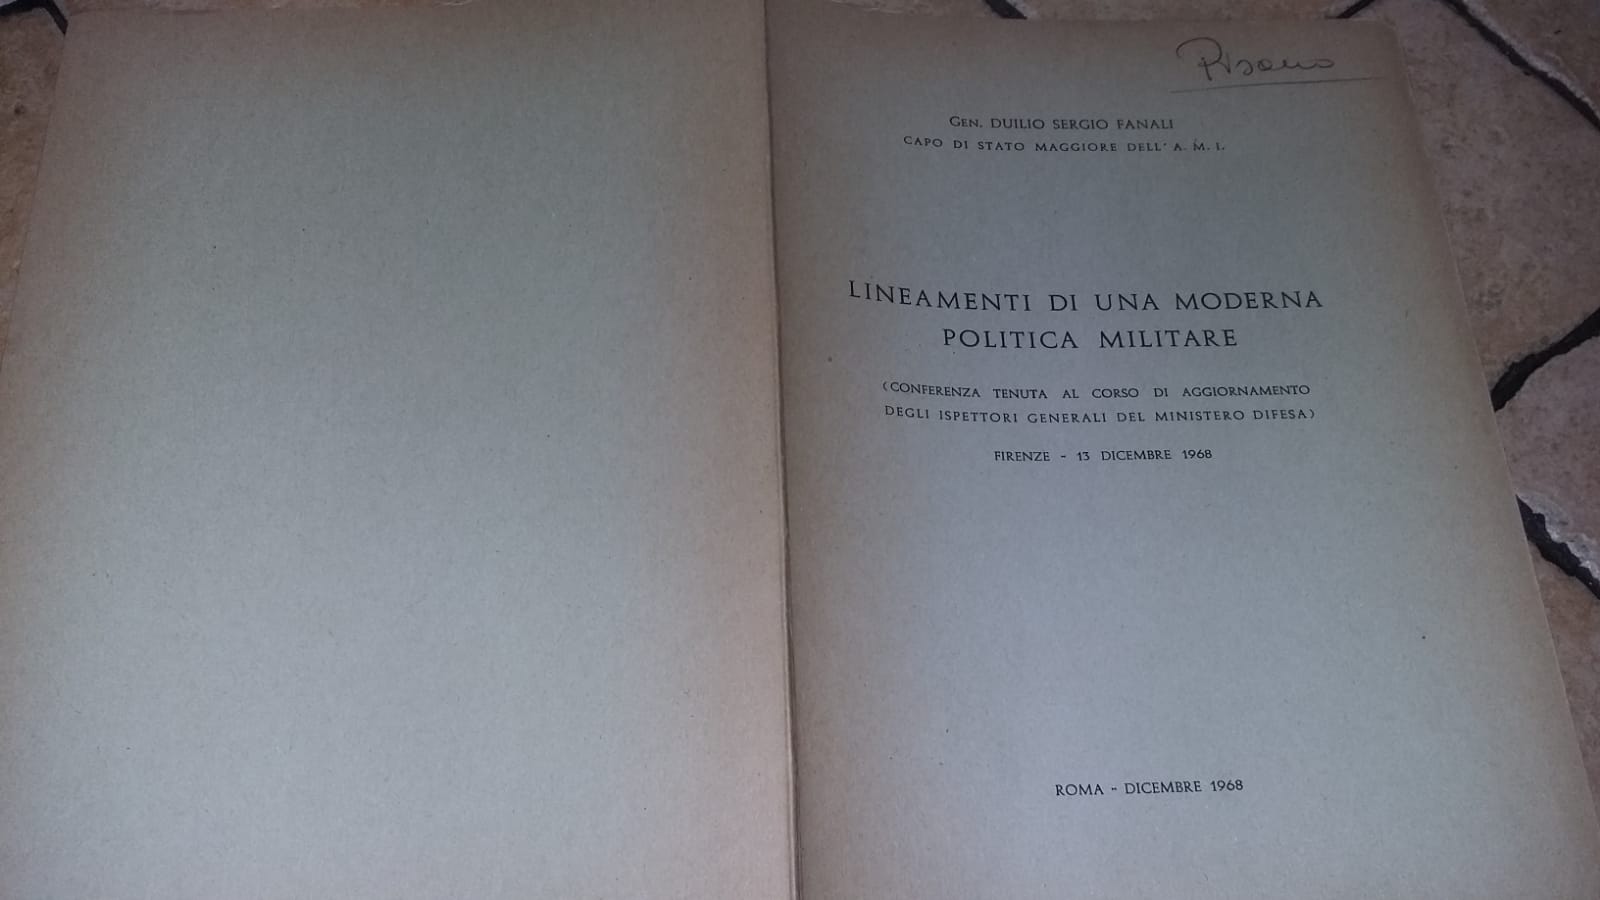 Gen. DUILIO SERGIO FANALI
CAPO DI STATO MAGGIORE DELL' A. M. I.
LINEAMENTI DI UNA MODERNA
POLITICA MILITARE
(CONFERENZA TENUTA AL CORSO DI AGGIORNAMENTO
DEGLI ISPETTORI GENERALI DEL MINISTERO DIFESA)
FIRENZE - 13 DICEMBRE 1968
ROMA - DICEMBRE 1968